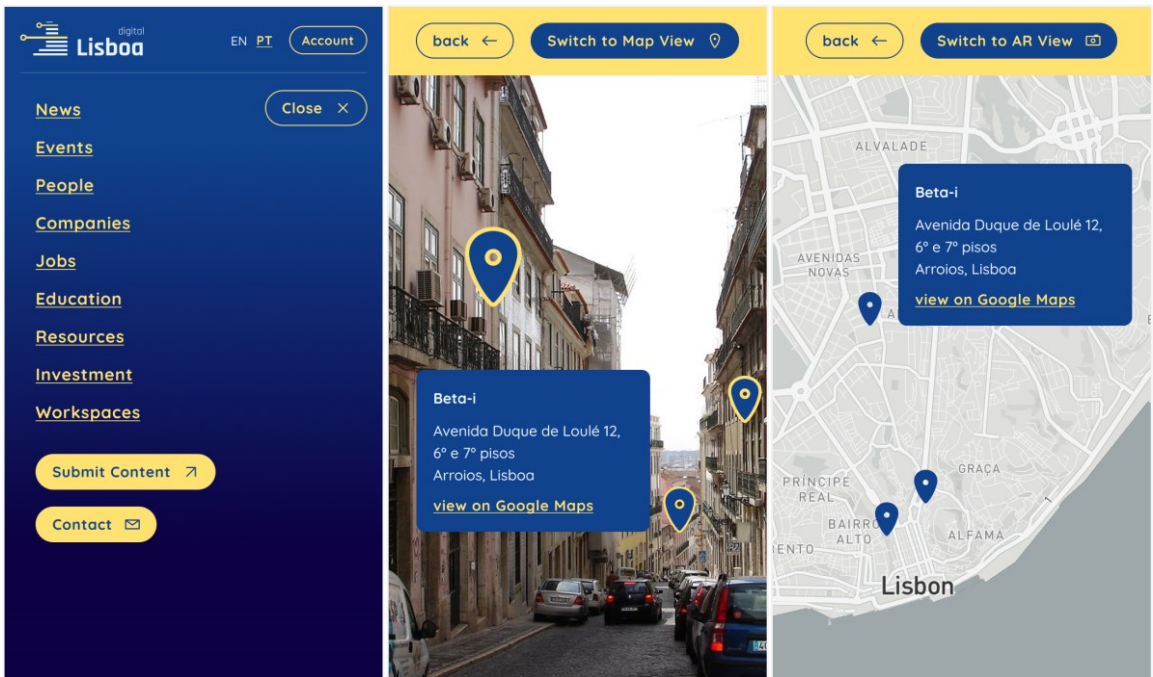 digital
Lisboa
EN PT
Account
News
Close
Events
People
Companies
Jobs
Education
Resources
Investment
Workspaces
Submit Content
Contact
back
Switch to Map View
Beta-i
Avenida Duque de Loulé 12,
6º e 7º pisos
Arroios, Lisboa
view on Google Maps
back
Switch to AR View
ALVALADE
Beta-i
Avenida Duque de Loulé 12,
6º e 7º pisos
Arroios, Lisboa
view on Google Maps
AVENIDAS
NOVAS
GRAÇA
PRÍNCIPE
REAL
BAIRRO
ALTO
ALFAMA
ENTO
Lisbon